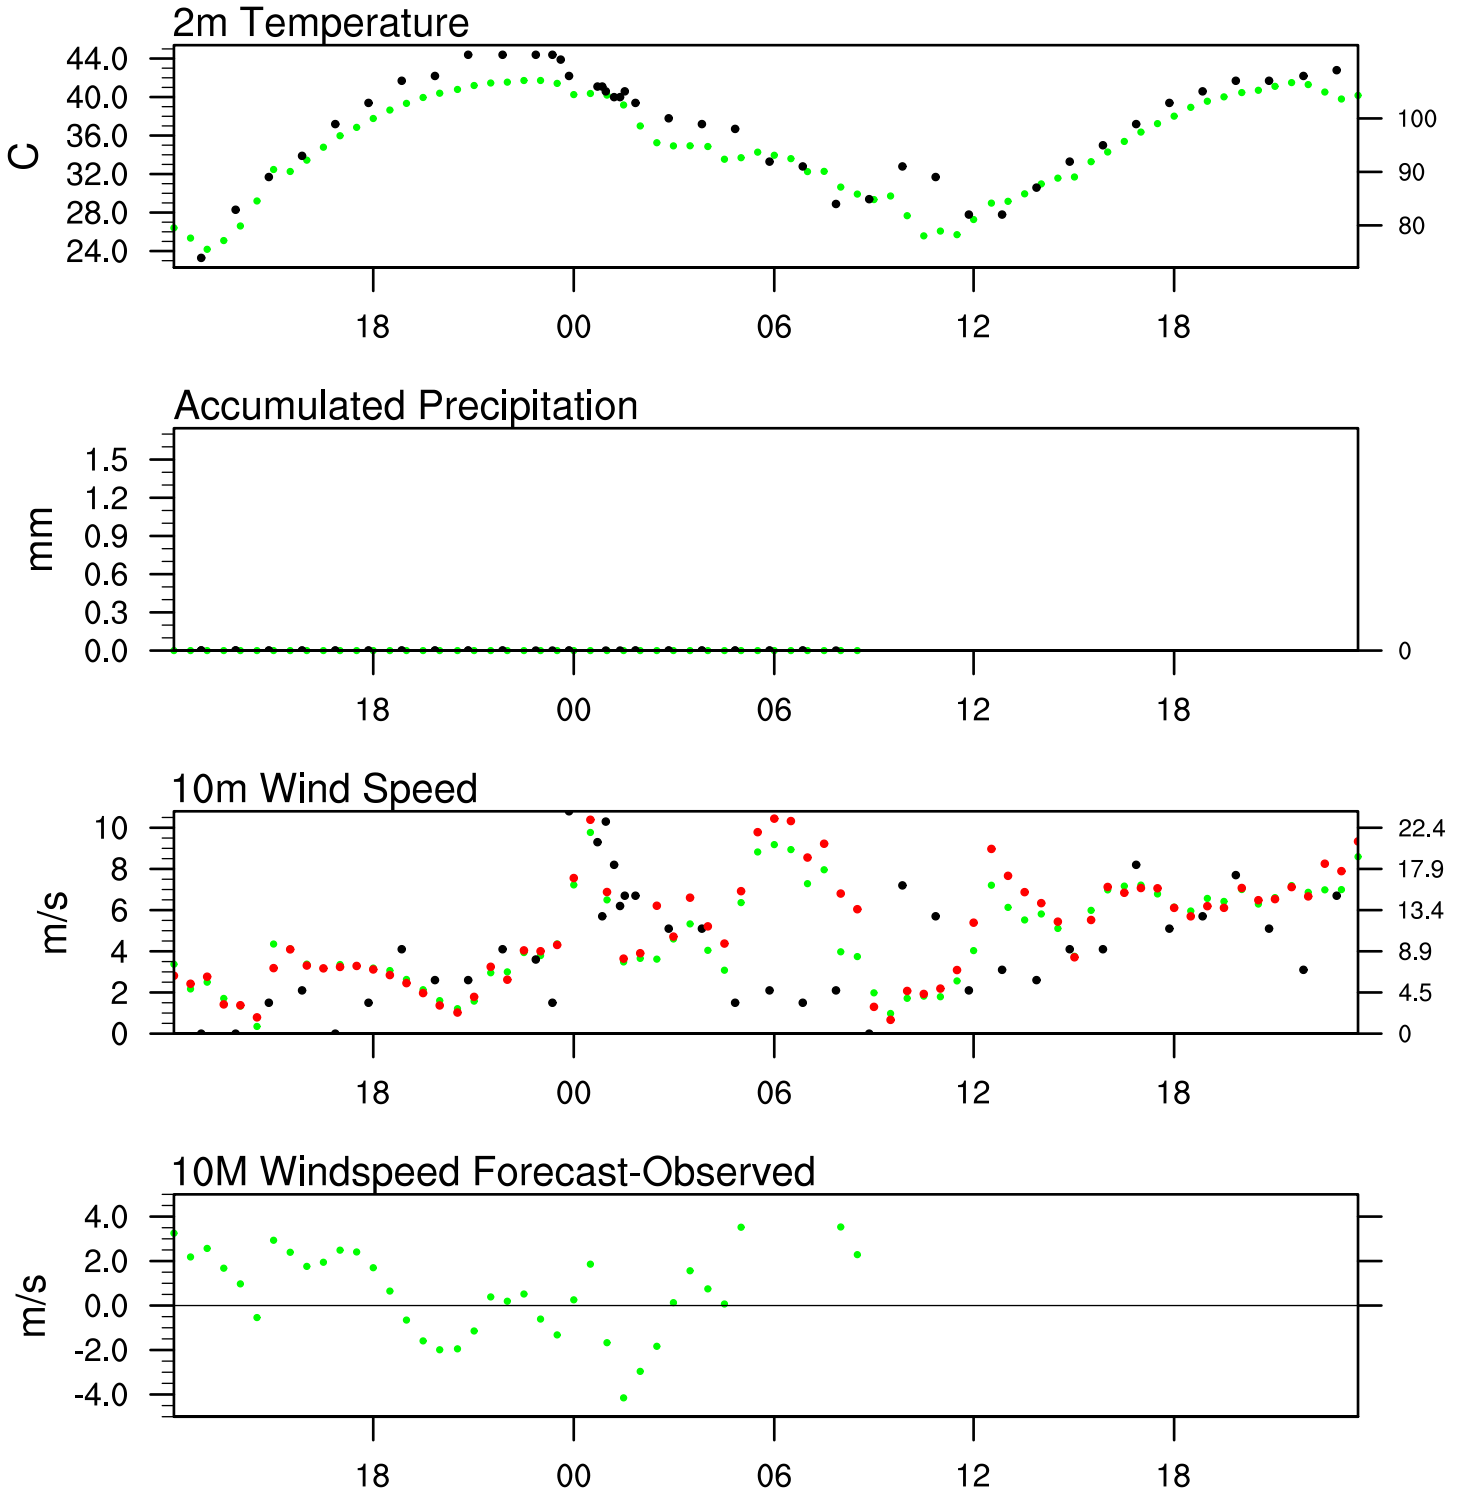 2m Temperature
44.0
40.0
36.0
32.0
28.0
24.0
C
100
90
80
18 00 06 12 18
Accumulated Precipitation
1.5
1.2
0.9
0.6
0.3
0.0
mm
0
18 00 06 12 18
10m Wind Speed
10
8
6
4
2
0
m/s
22.4
17.9
13.4
8.9
4.5
0
18 00 06 12 18
10M Windspeed Forecast-Observed
4.0
2.0
0.0
-2.0
-4.0
m/s
18 00 06 12 18